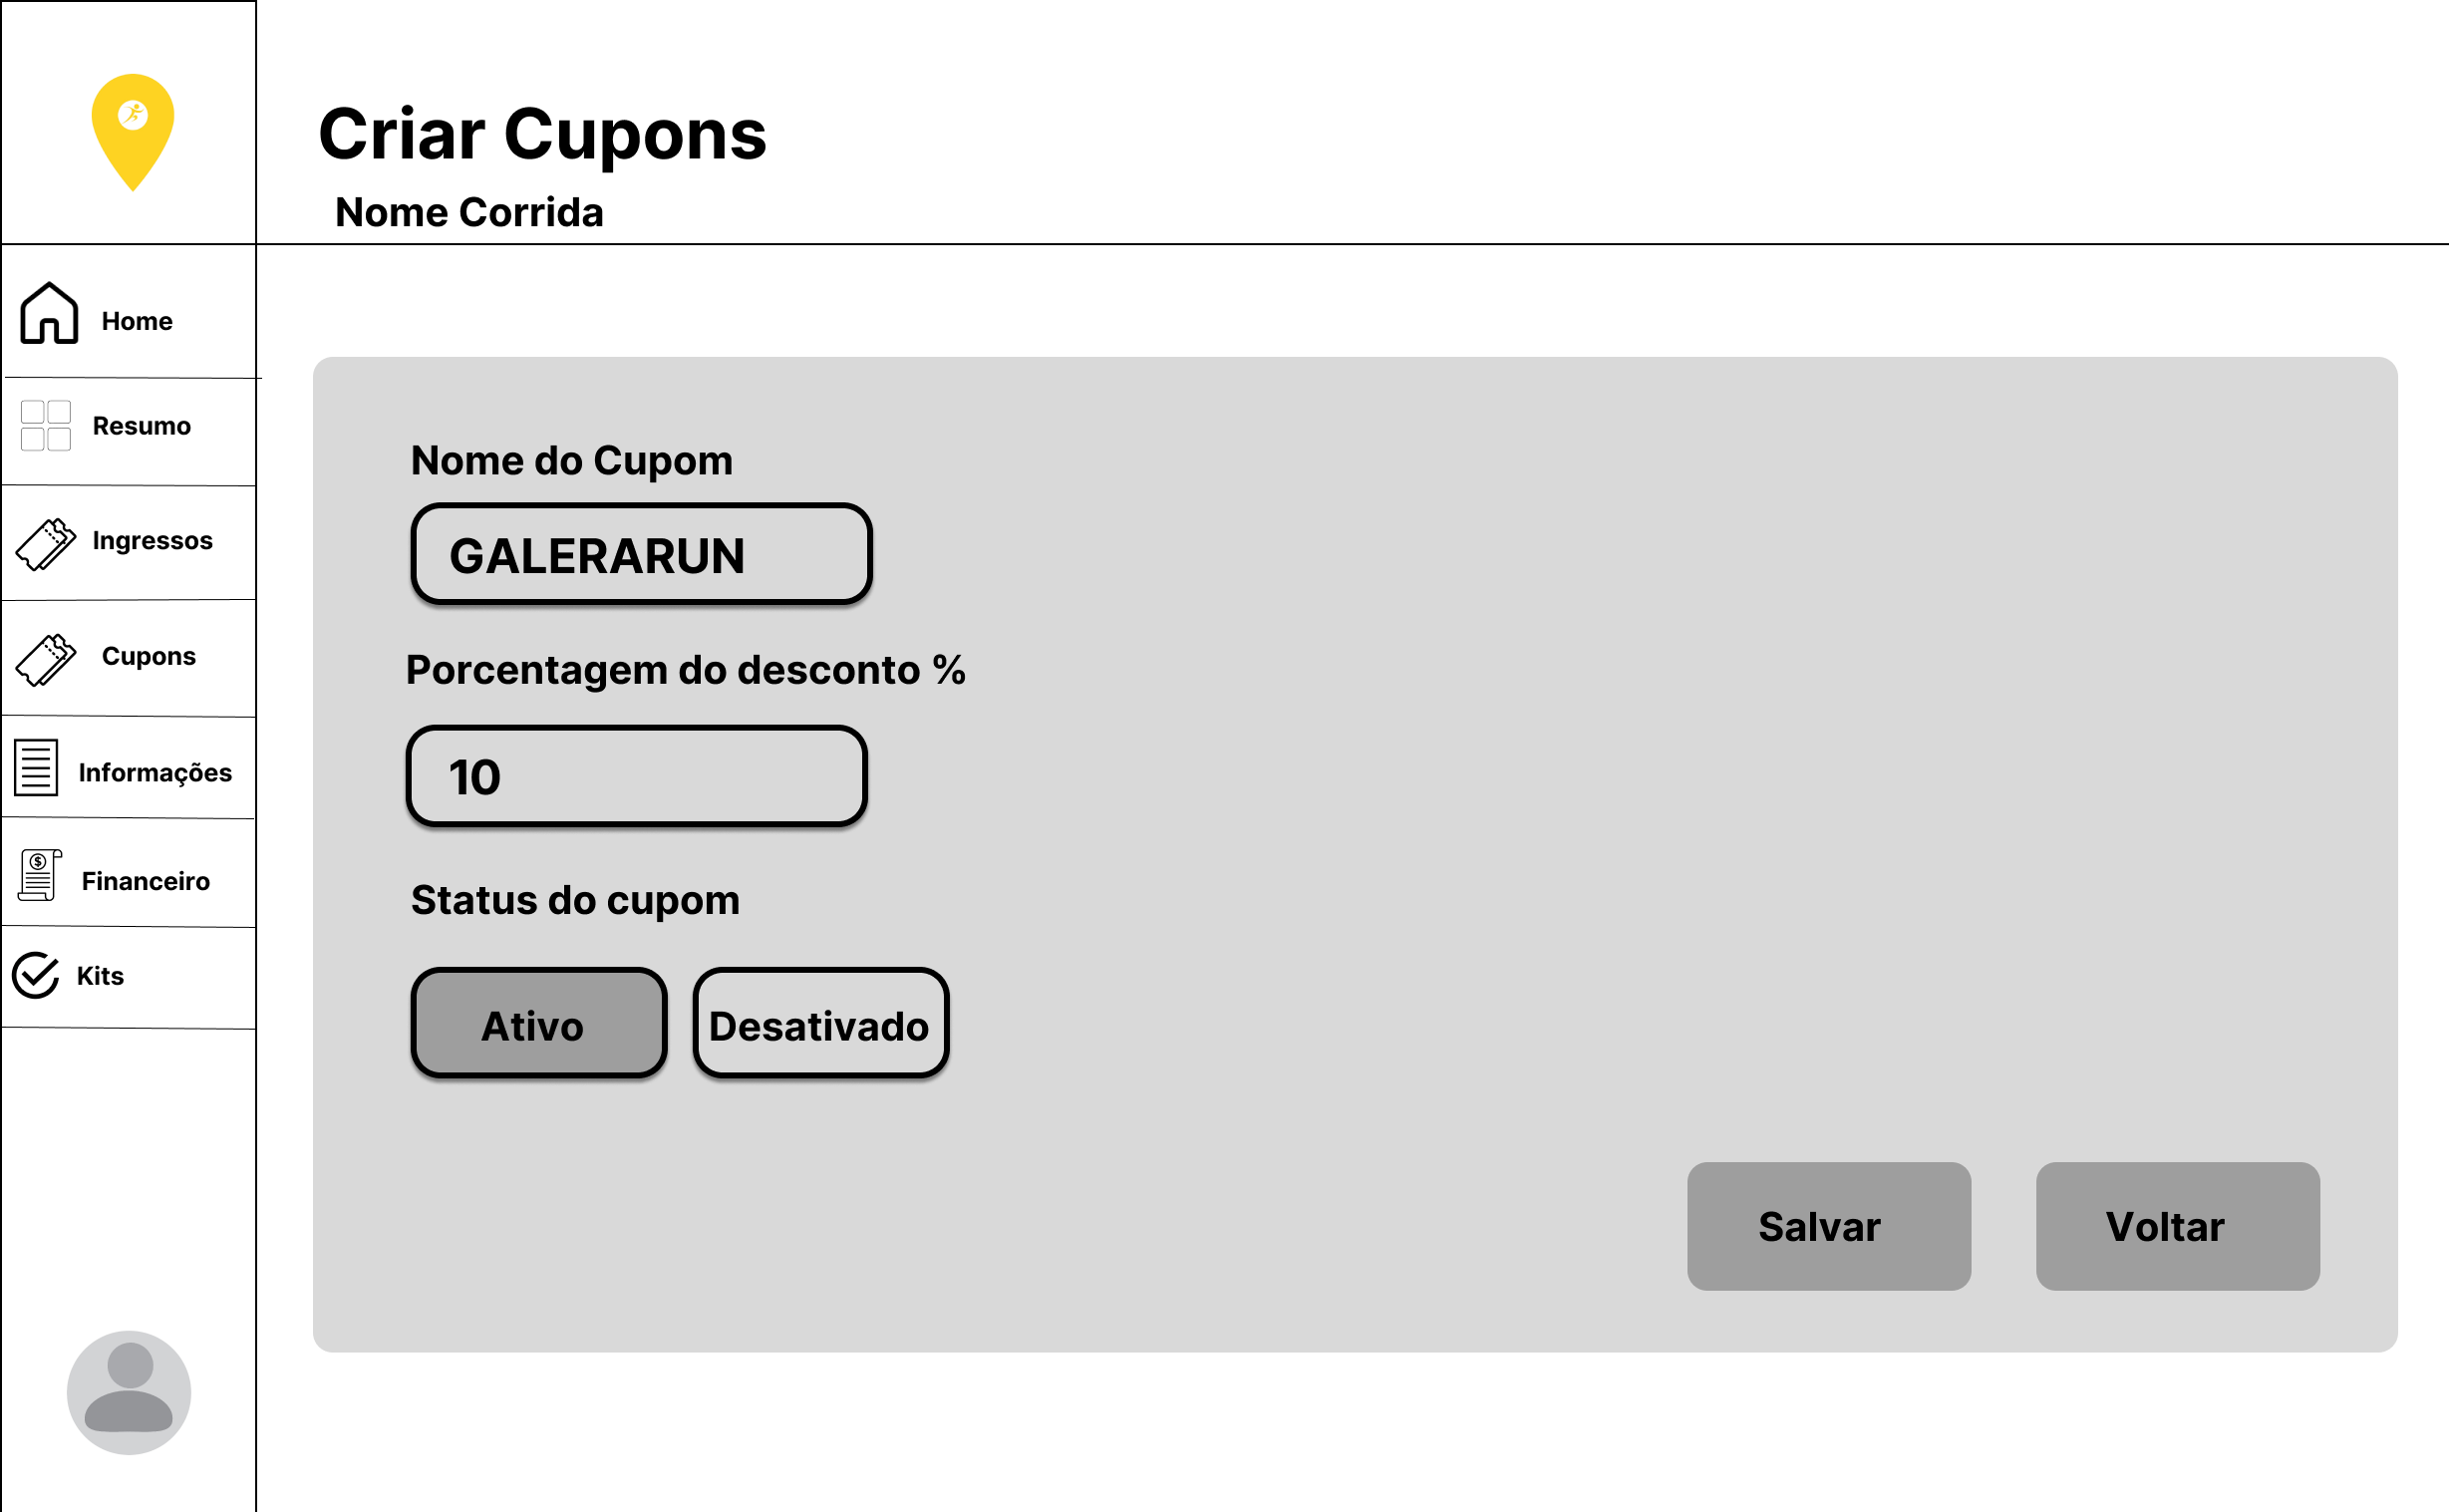 Criar Cupons
Nome Corrida
Home
Resumo
Ingressos
Cupons
Informações
Financeiro
Kits
Nome do Cupom
GALERARUN
Porcentagem do desconto %
10
Status do cupom
Ativo
Desativado
Salvar
Voltar